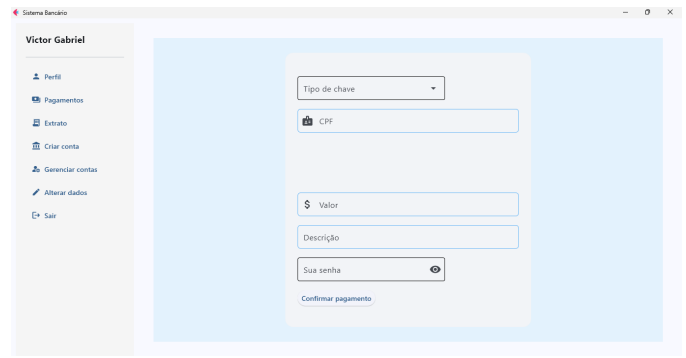 Sistema Bancário
Victor Gabriel
Perfil
Pagamentos
Extrato
Criar conta
Gerenciar contas
Alterar dados
Sair
Tipo de chave
CPF
Valor
Descrição
Sua senha
Confirmar pagamento